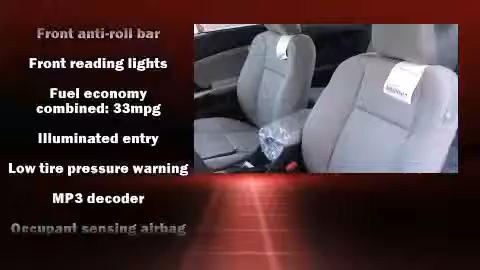 Front anti-roll bar
Front reading lights
Fuel economy
combined: 33mpg
Illuminated entry
Low tire pressure warning
MP3 decoder
Occupant sensing airbag